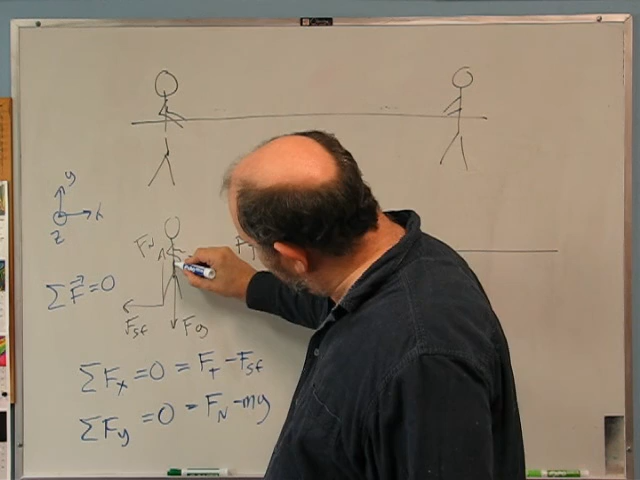 y
x
z
F_N
F_T
ΣF⃗=0
F_sf
F_g
ΣF_x =0 = F_T - F_sf
ΣF_y =0 = F_N - mg